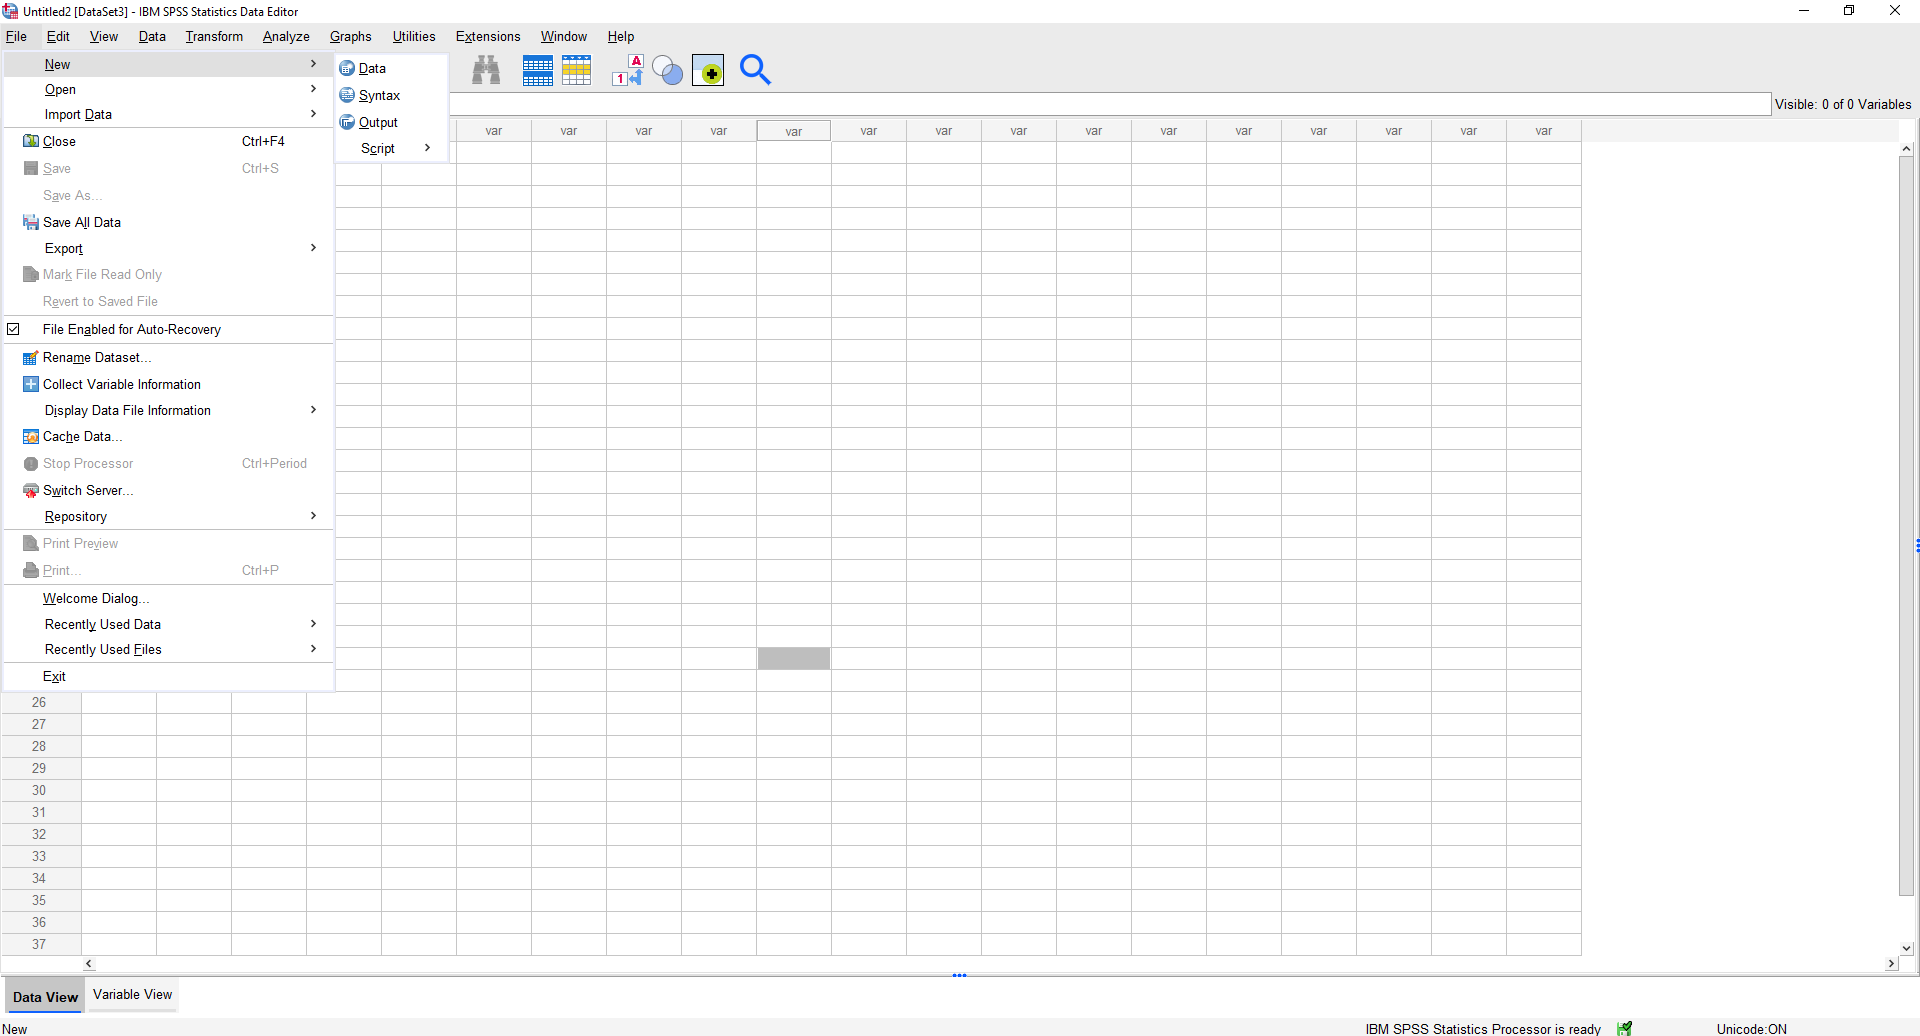 Untitled2 [DataSet3] - IBM SPSS Statistics Data Editor
File Edit View Data Transform Analyze Graphs Utilities Extensions Window Help
New
Open
Import Data
Close Ctrl+F4
Save Ctrl+S
Save As...
Save All Data
Export
Mark File Read Only
Revert to Saved File
File Enabled for Auto-Recovery
Rename Dataset...
Collect Variable Information
Display Data File Information
Cache Data...
Stop Processor Ctrl+Period
Switch Server...
Repository
Print Preview
Print... Ctrl+P
Welcome Dialog...
Recently Used Data
Recently Used Files
Exit
Data
Syntax
Output
Script
A
1
Visible: 0 of 0 Variables
var var var var var var var var var var var var var var var
26
27
28
29
30
31
32
33
34
35
36
37
Data View Variable View
New IBM SPSS Statistics Processor is ready Unicode:ON